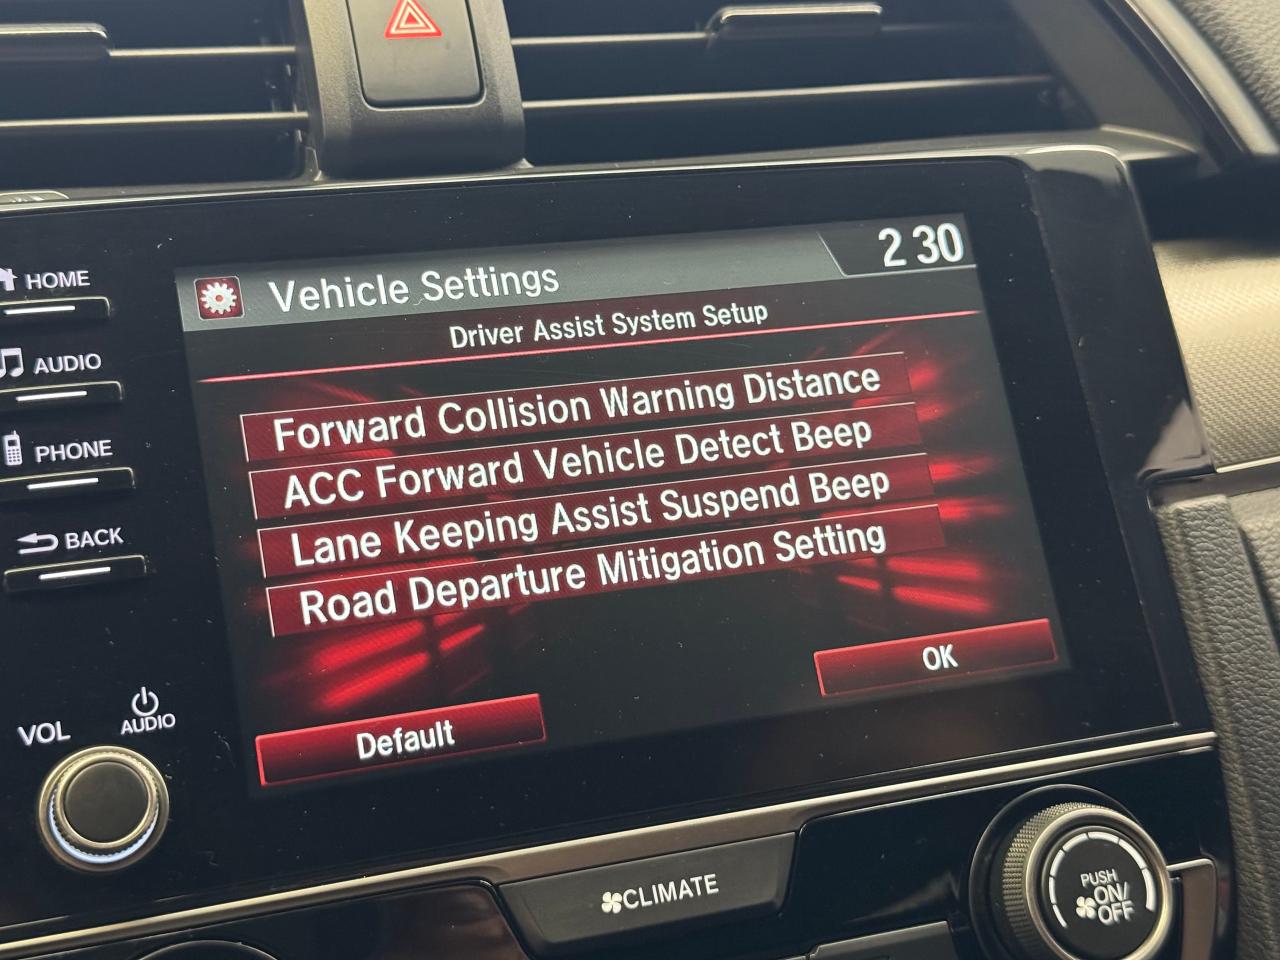 HOME
AUDIO
PHONE
BACK
VOL
AUDIO
Vehicle Settings
2 30
Driver Assist System Setup
Forward Collision Warning Distance
ACC Forward Vehicle Detect Beep
Lane Keeping Assist Suspend Beep
Road Departure Mitigation Setting
OK
Default
CLIMATE
PUSH
ON/
OFF